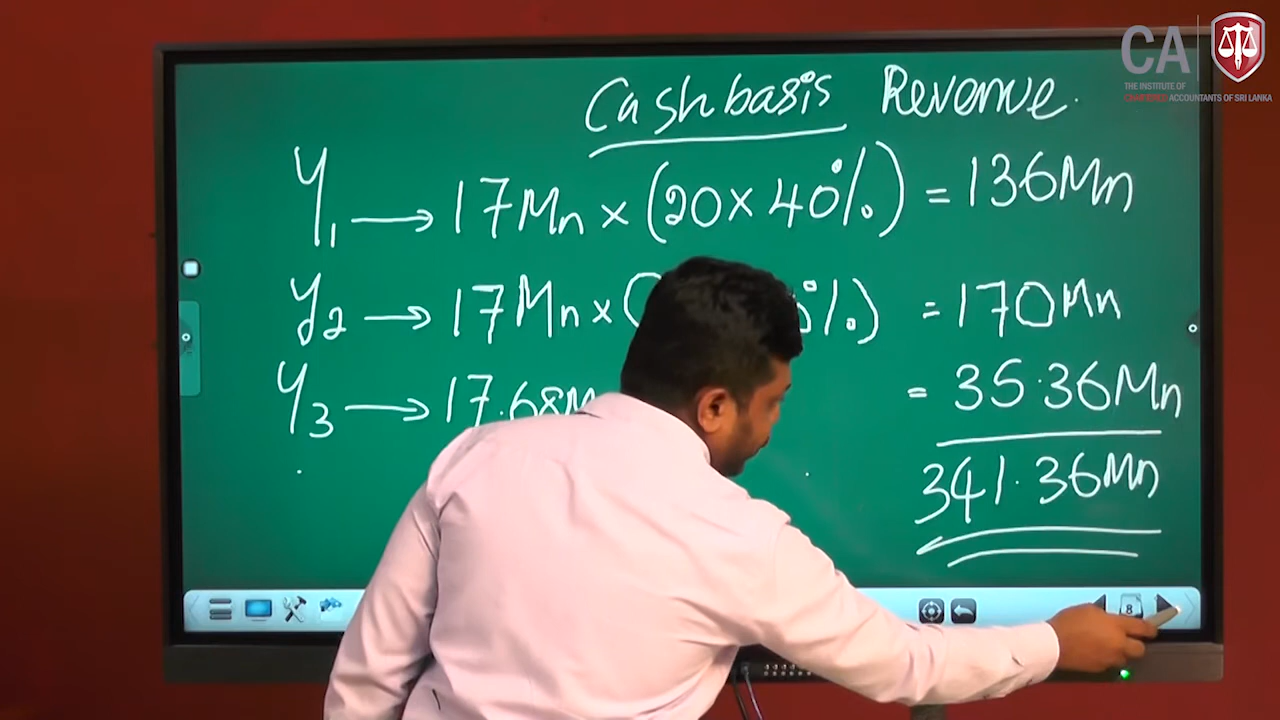 CA
THE INSTITUTE OF
CHARTERED ACCOUNTANTS OF SRI LANKA
Cash basis Revenue.
Y1 → 17Mn × (20 × 40%) = 136Mn
Y2 → 17Mn × ( %) = 170Mn
Y3 → 17.68M = 35.36Mn
341.36Mn
8